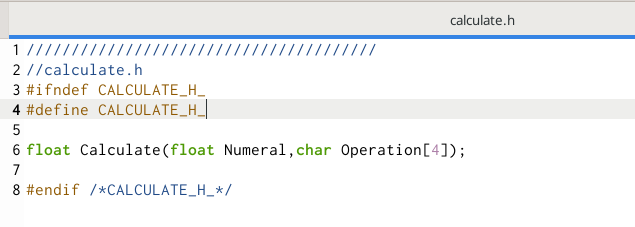 calculate.h
1 ///////////////////////////////////////
2 //calculate.h
3 #ifndef CALCULATE_H_
4 #define CALCULATE_H_
5
6 float Calculate(float Numeral,char Operation[4]);
7
8 #endif /*CALCULATE_H_*/